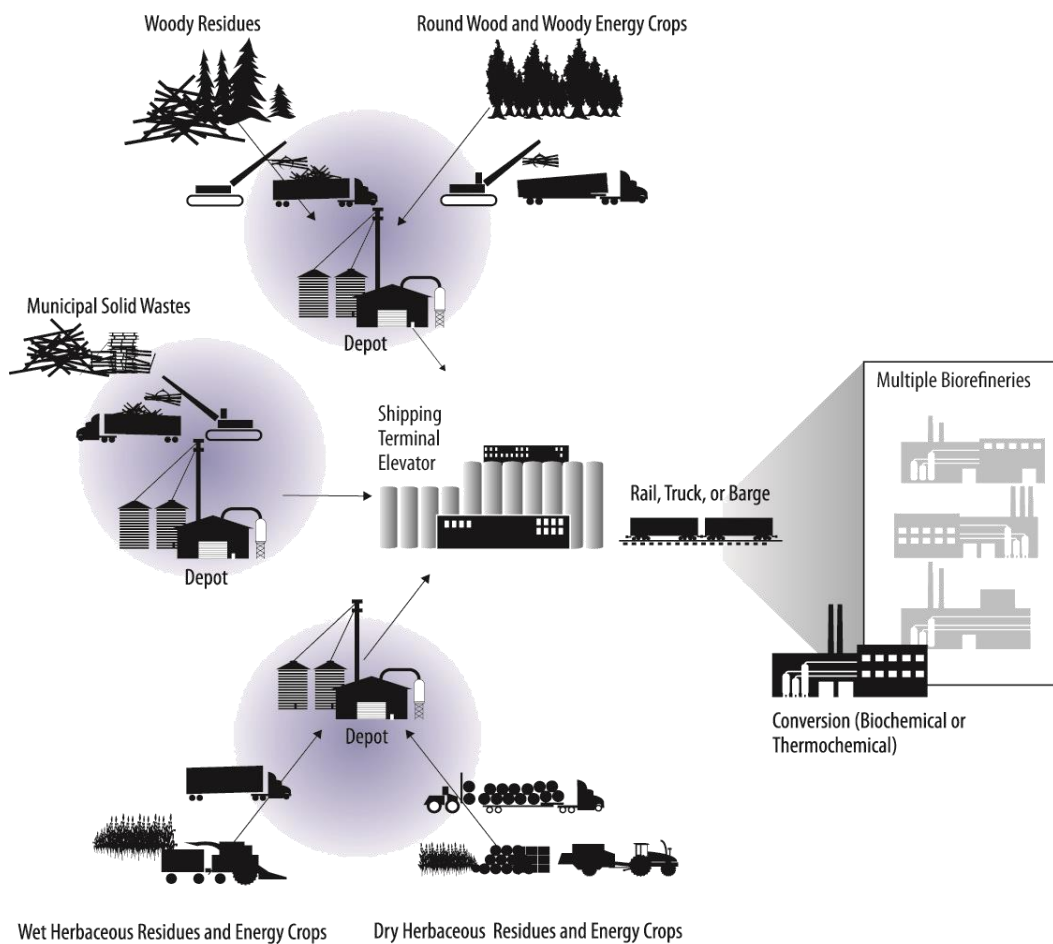 Woody Residues
Round Wood and Woody Energy Crops
Depot
Municipal Solid Wastes
Depot
Shipping
Terminal
Elevator
Rail, Truck, or Barge
Multiple Biorefineries
Conversion (Biochemical or
Thermochemical)
Depot
Wet Herbaceous Residues and Energy Crops
Dry Herbaceous Residues and Energy Crops